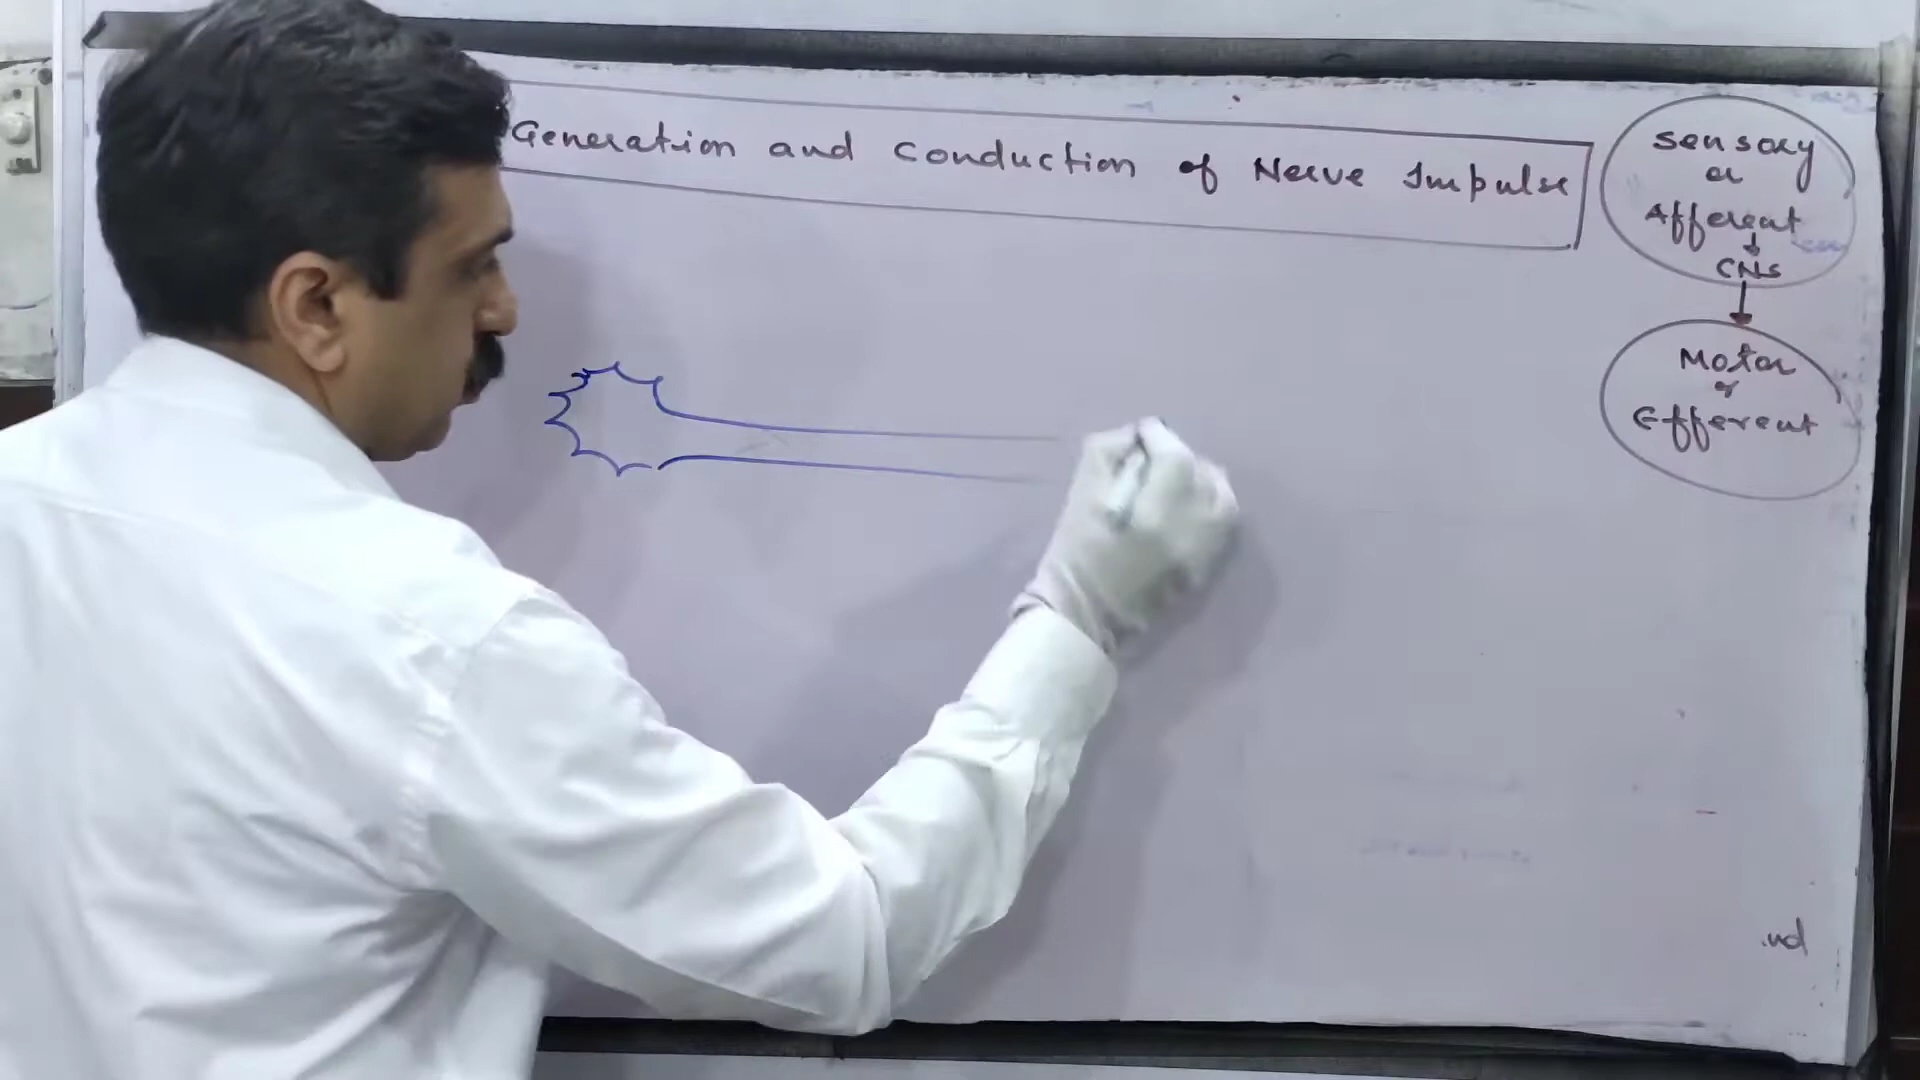 Generation and Conduction of Nerve Impulse
Sensory
or
Afferent
↓
CNS
↓
Motor
or
Efferent